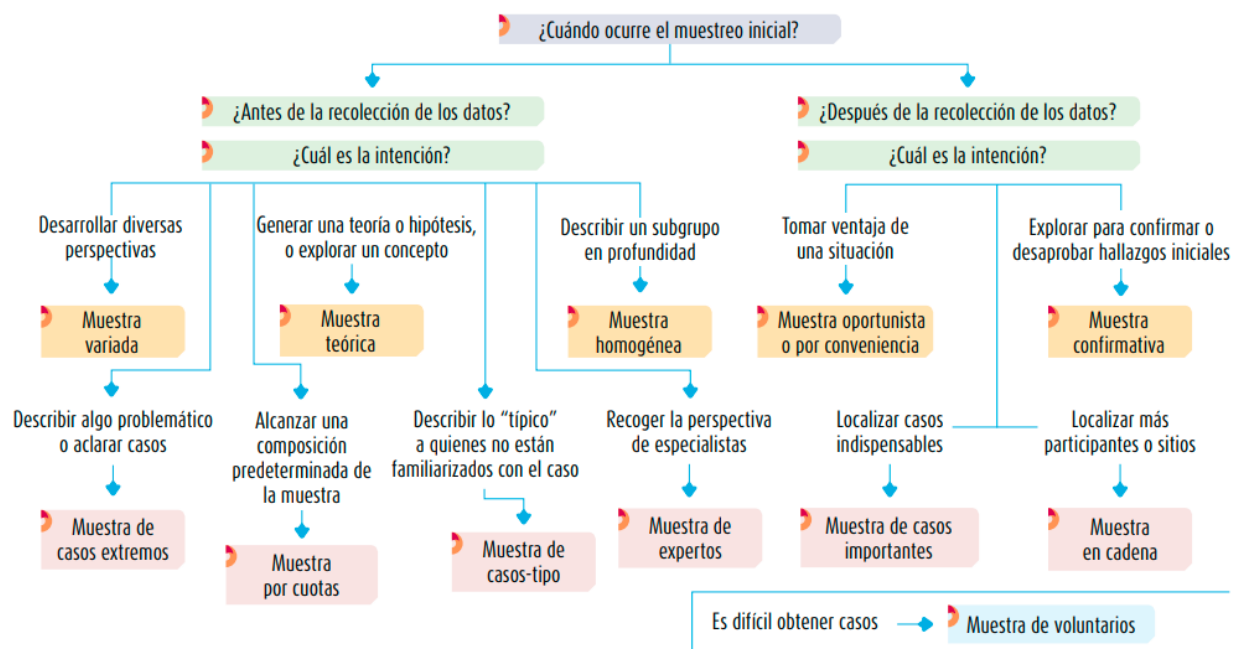 ¿Cuándo ocurre el muestreo inicial?
¿Antes de la recolección de los datos?
¿Cuál es la intención?
¿Después de la recolección de los datos?
¿Cuál es la intención?
Desarrollar diversas
perspectivas
Muestra
variada
Generar una teoría o hipótesis,
o explorar un concepto
Muestra
teórica
Describir un subgrupo
en profundidad
Muestra
homogénea
Tomar ventaja de
una situación
Muestra oportunista
o por conveniencia
Explorar para confirmar o
desaprobar hallazgos iniciales
Muestra
confirmativa
Describir algo problemático
o aclarar casos
Muestra de
casos extremos
Alcanzar una
composición
predeterminada de
la muestra
Muestra
por cuotas
Describir lo “típico”
a quienes no están
familiarizados con el caso
Muestra de
casos-tipo
Recoger la perspectiva
de especialistas
Muestra de
expertos
Localizar casos
indispensables
Muestra de casos
importantes
Localizar más
participantes o sitios
Muestra
en cadena
Es difícil obtener casos
Muestra de voluntarios